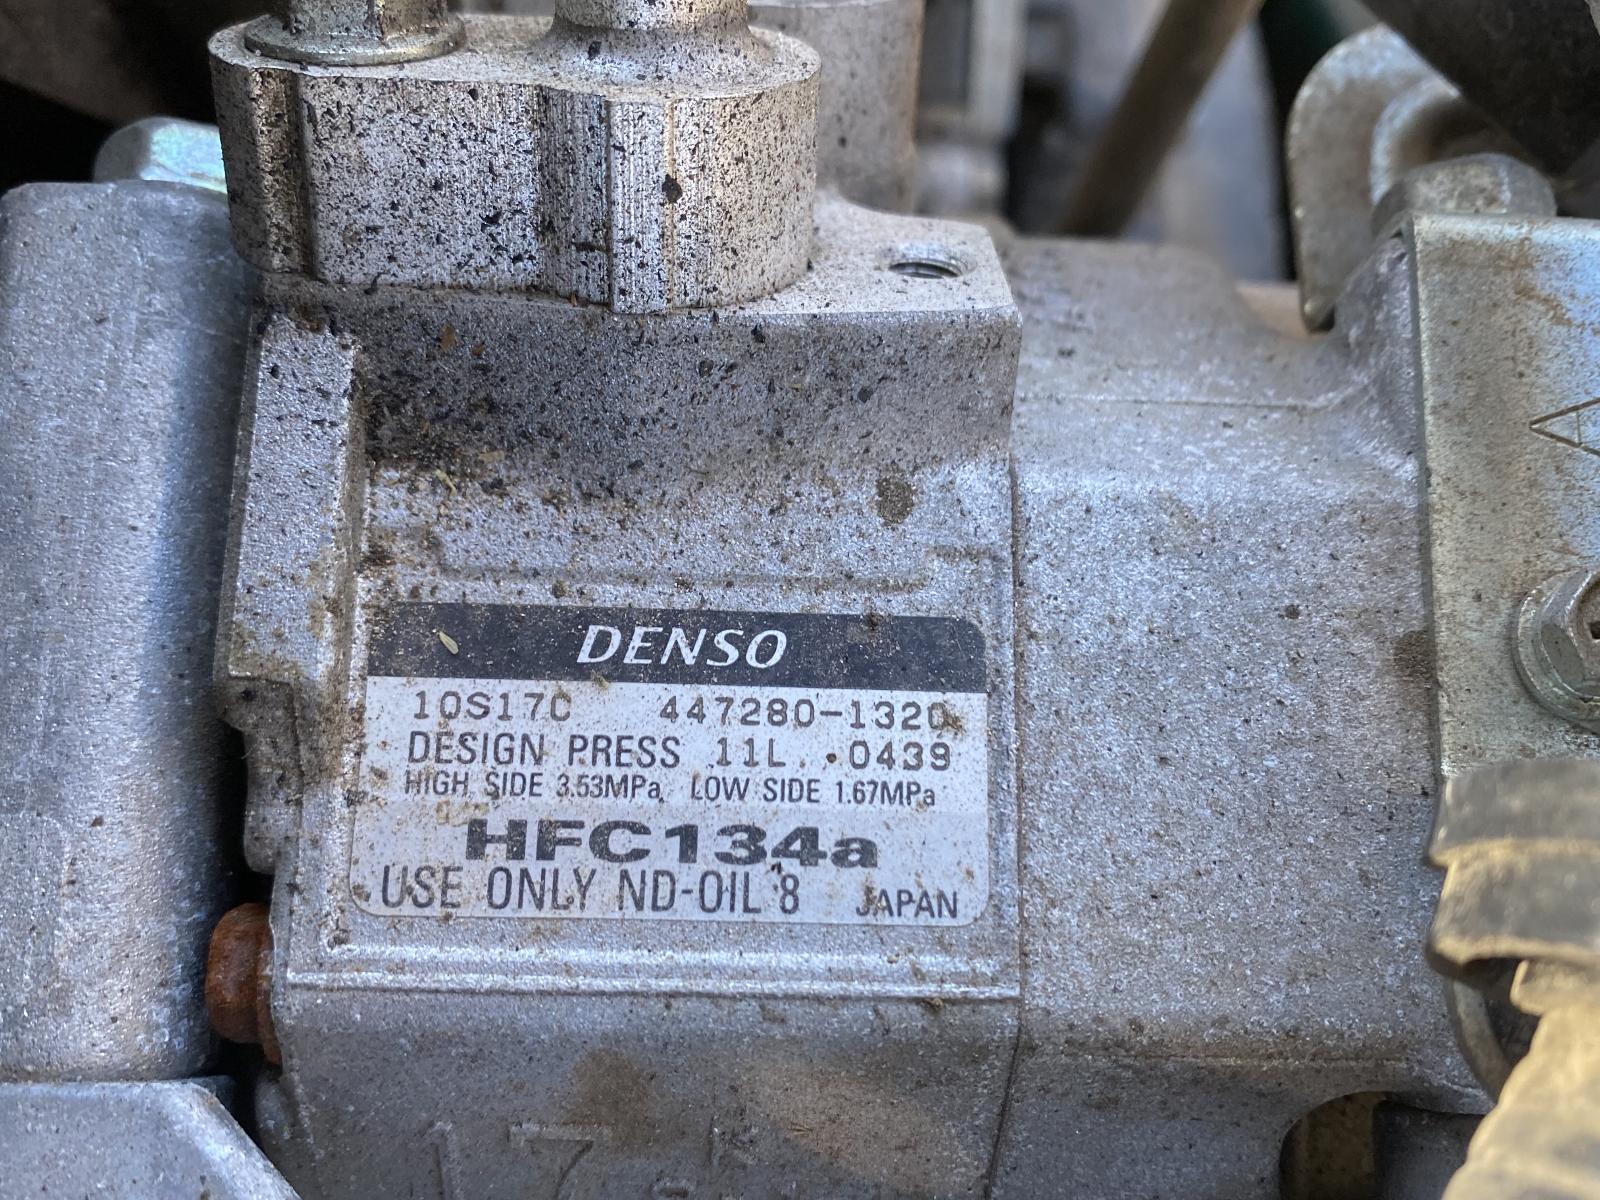 DENSO
10S17C 447280-1320
DESIGN PRESS 11L 0439
HIGH SIDE 3.53MPa LOW SIDE 1.67MPa
HFC134a
USE ONLY ND-OIL 8 JAPAN
17